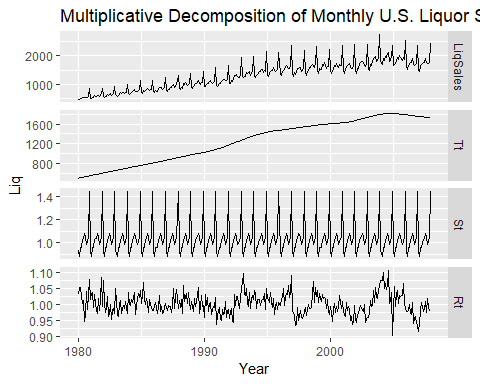 Multiplicative Decomposition of Monthly U.S. Liquor S
2000
1000
LiqSales
1600
1200
800
Tt
1.4
1.2
1.0
St
1.10
1.05
1.00
0.95
0.90
Rt
Liq
1980 1990 2000
Year